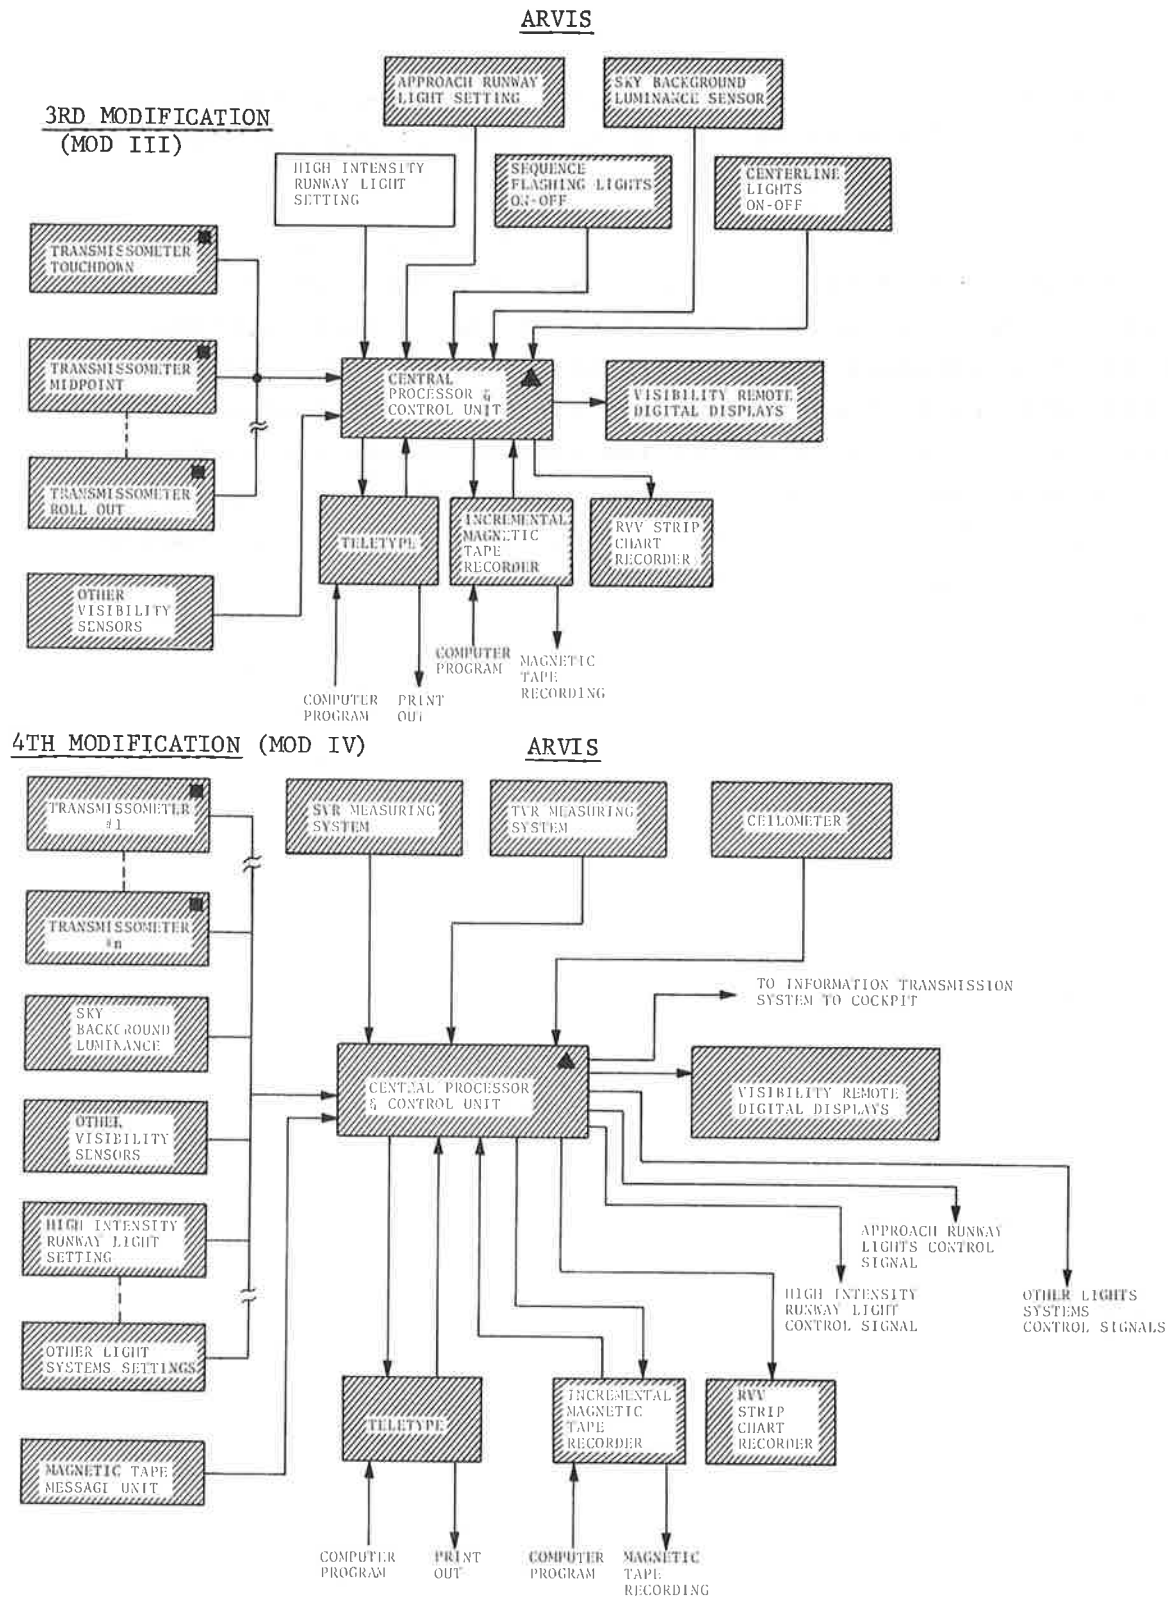 ARVIS
3RD MODIFICATION
(MOD III)
APPROACH RUNWAY
LIGHT SETTING
SKY BACKGROUND
LUMINANCE SENSOR
HIGH INTENSITY
RUNWAY LIGHT
SETTING
SEQUENCE
FLASHING LIGHTS
ON-OFF
CENTERLINE
LIGHTS
ON-OFF
TRANSMISSOMETER
TOUCHDOWN
TRANSMISSOMETER
MIDPOINT
TRANSMISSOMETER
ROLL OUT
OTHER
VISIBILITY
SENSORS
CENTRAL
PROCESSOR &
CONTROL UNIT
VISIBILITY REMOTE
DIGITAL DISPLAYS
TELETYPE
INCREMENTAL
MAGNETIC
TAPE
RECORDER
RVV STRIP
CHART
RECORDER
COMPUTER
PROGRAM
PRINT
OUT
COMPUTER
PROGRAM
MAGNETIC
TAPE
RECORDING
4TH MODIFICATION (MOD IV)
ARVIS
TRANSMISSOMETER
#1
TRANSMISSOMETER
#n
SKY
BACKGROUND
LUMINANCE
OTHER
VISIBILITY
SENSORS
HIGH INTENSITY
RUNWAY LIGHT
SETTING
OTHER LIGHT
SYSTEMS SETTINGS
MAGNETIC TAPE
MESSAGE UNIT
SVR MEASURING
SYSTEM
TVR MEASURING
SYSTEM
CEILOMETER
TO INFORMATION TRANSMISSION
SYSTEM TO COCKPIT
CENTRAL PROCESSOR
& CONTROL UNIT
VISIBILITY REMOTE
DIGITAL DISPLAYS
APPROACH RUNWAY
LIGHTS CONTROL
SIGNAL
HIGH INTENSITY
RUNWAY LIGHT
CONTROL SIGNAL
OTHER LIGHTS
SYSTEMS
CONTROL SIGNALS
TELETYPE
INCREMENTAL
MAGNETIC
TAPE
RECORDER
RVV
STRIP
CHART
RECORDER
COMPUTER
PROGRAM
PRINT
OUT
COMPUTER
PROGRAM
MAGNETIC
TAPE
RECORDING